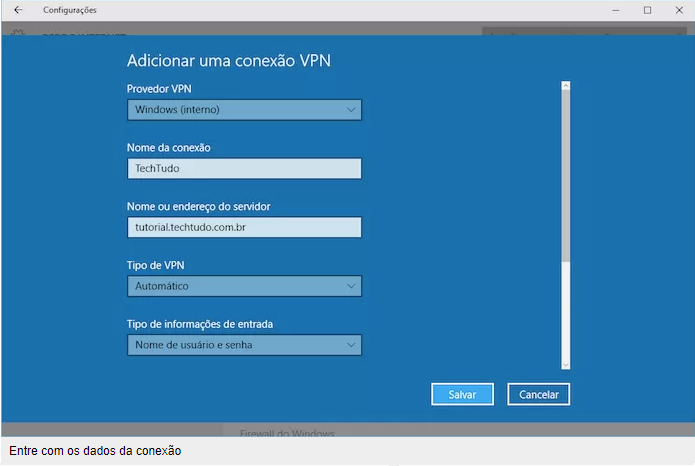 Configurações
Adicionar uma conexão VPN
Provedor VPN
Windows (interno)
Nome da conexão
TechTudo
Nome ou endereço do servidor
tutorial.techtudo.com.br
Tipo de VPN
Automático
Tipo de informações de entrada
Nome de usuário e senha
Salvar
Cancelar
Firewall do Windows
Entre com os dados da conexão